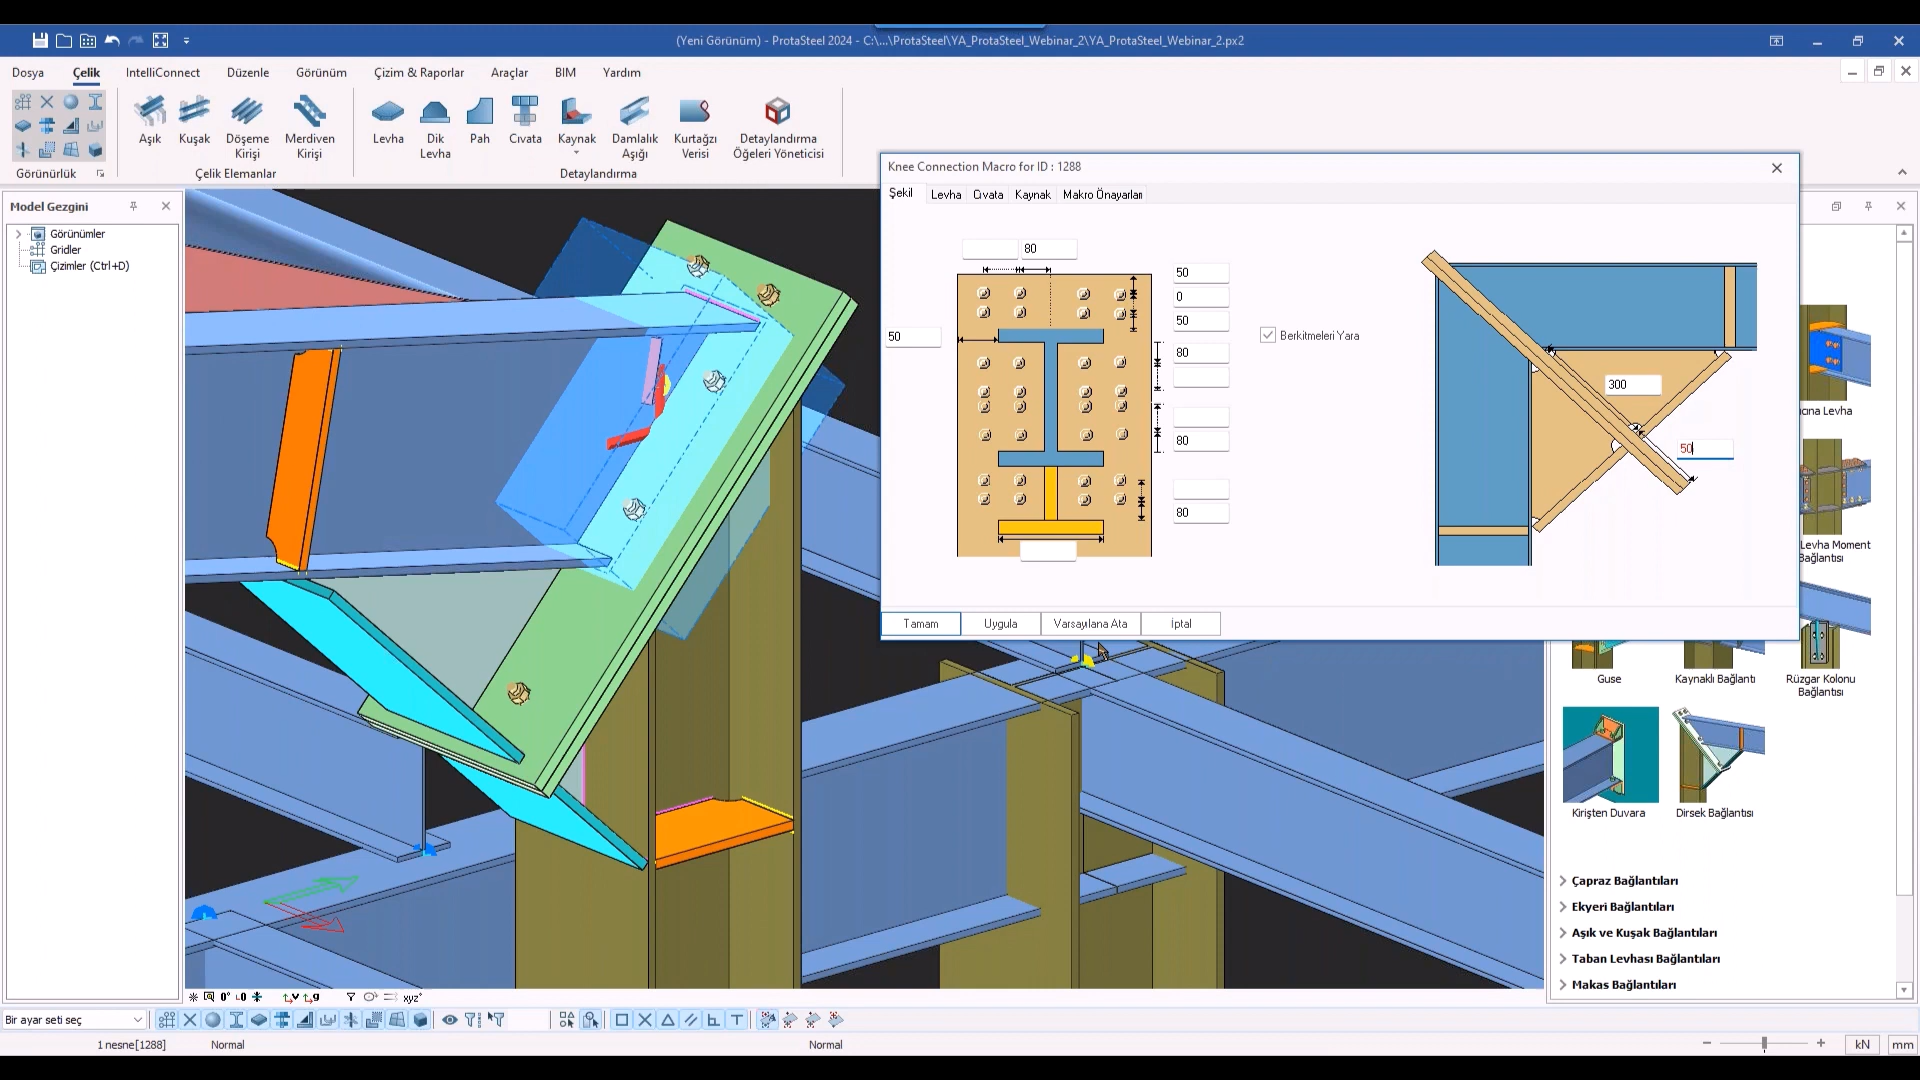 (Yeni Görünüm) - ProtaSteel 2024 - C:\...\ProtaSteel\YA_ProtaSteel_Webinar_2\YA_ProtaSteel_Webinar_2.px2
Dosya Çelik IntelliConnect Düzenle Görünüm Çizim & Raporlar Araçlar BIM Yardım
Aşık
Kuşak
Döşeme
Kirişi
Merdiven
Kirişi
Levha
Dik
Levha
Pah
Cıvata
Kaynak
Damlalık
Aşığı
Kurtağzı
Verisi
Detaylandırma
Öğeleri Yöneticisi
Görünürlük
Çelik Elemanlar
Detaylandırma
Model Gezgini
Görünümler
Gridler
Çizimler (Ctrl+D)
Knee Connection Macro for ID : 1288
Şekil Levha Cıvata Kaynak Makro Önayarları
80
50
0
50
50
80
80
80
Berkitmeleri Yara
300
50
Tamam Uygula Varsayılana Ata İptal
Levha Moment
Bağlantısı
Guse
Kaynaklı Bağlantı
Rüzgar Kolonu
Bağlantısı
Kirişten Duvara
Dirsek Bağlantısı
Çapraz Bağlantıları
Ekyeri Bağlantıları
Aşık ve Kuşak Bağlantıları
Taban Levhası Bağlantıları
Makas Bağlantıları
Bir ayar seti seç
1 nesne[1288] Normal Normal kN mm